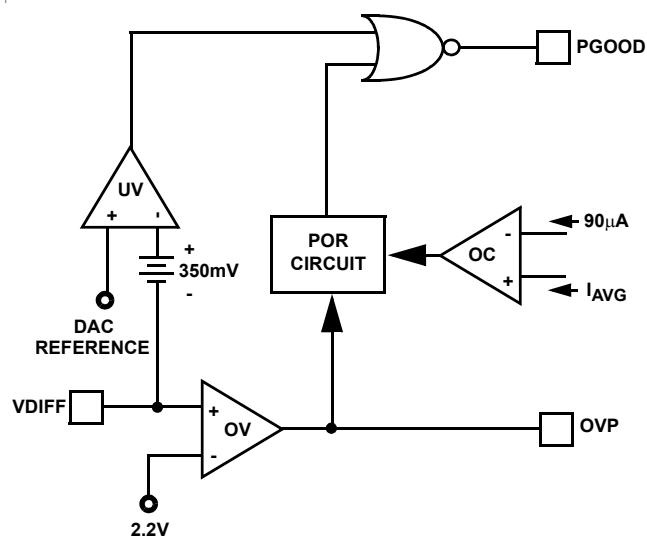 PGOOD
UV
+ -
+
350mV
-
DAC
REFERENCE
POR
CIRCUIT
90μA
-
OC
+
IAVG
VDIFF
+
OV
-
OVP
2.2V